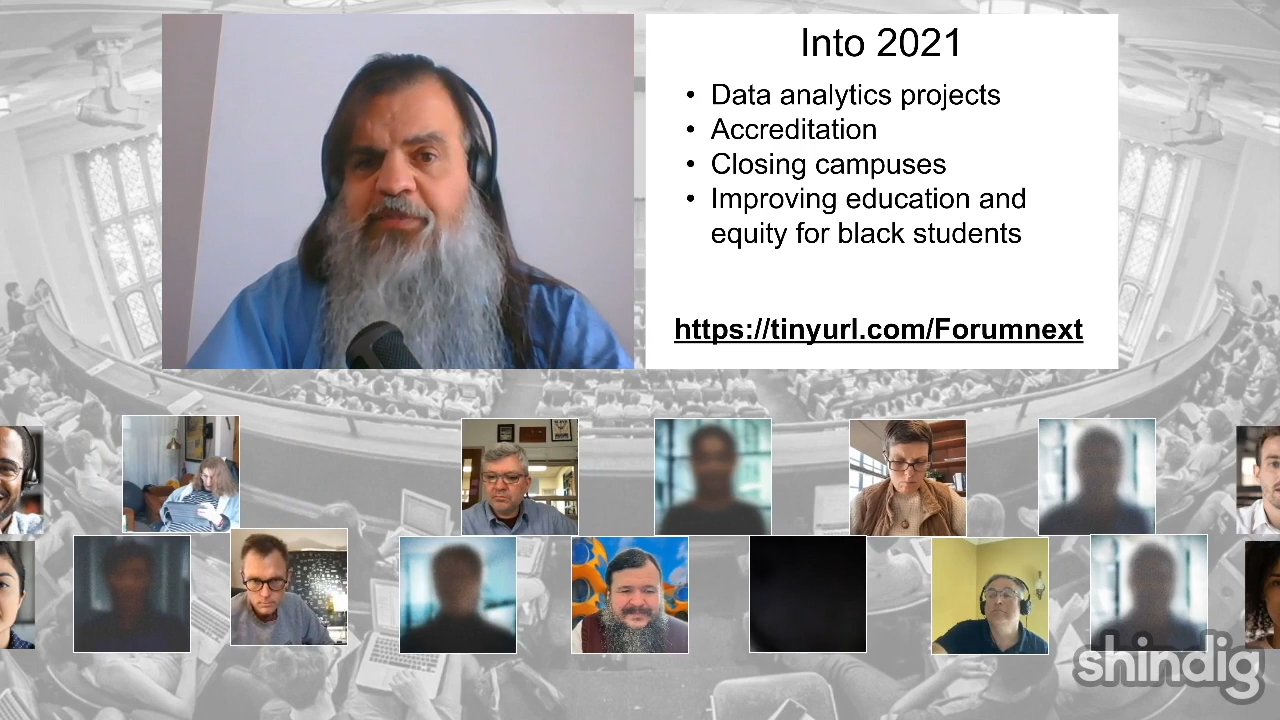 Into 2021
• Data analytics projects
• Accreditation
• Closing campuses
• Improving education and
equity for black students
https://tinyurl.com/Forumnext
shindig